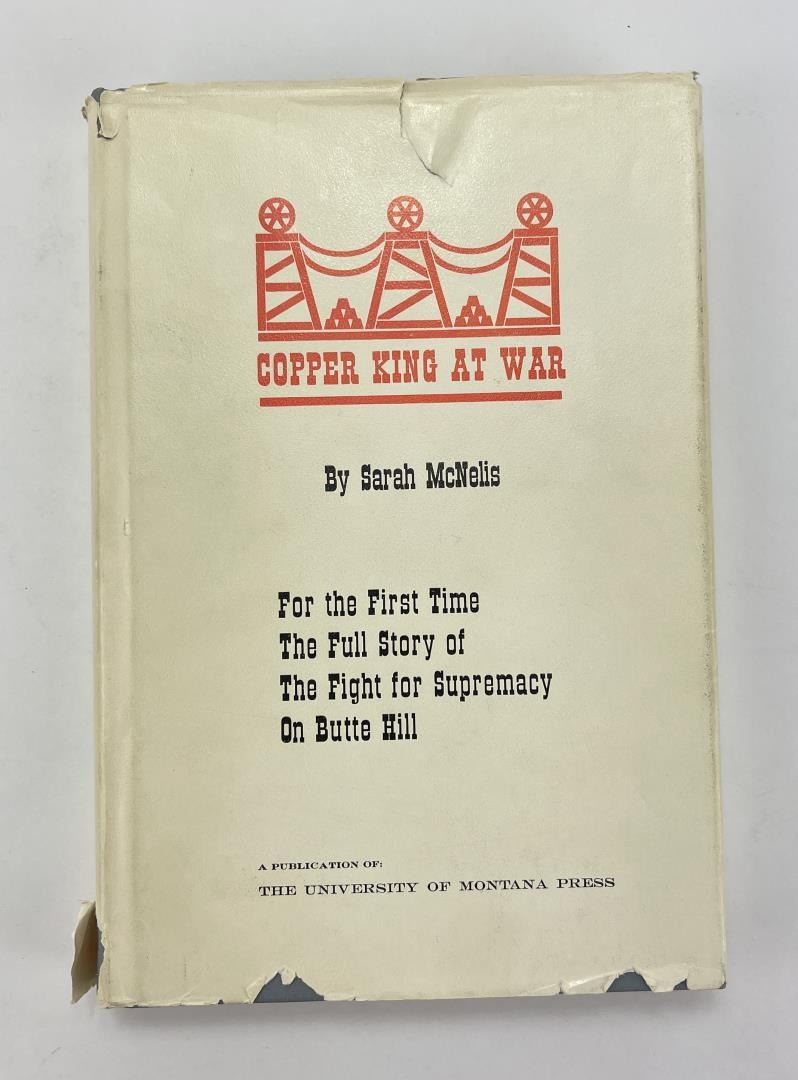 COPPER KING AT WAR
By Sarah McNelis
For the First Time
The Full Story of
The Fight for Supremacy
On Butte Hill
A PUBLICATION OF:
THE UNIVERSITY OF MONTANA PRESS